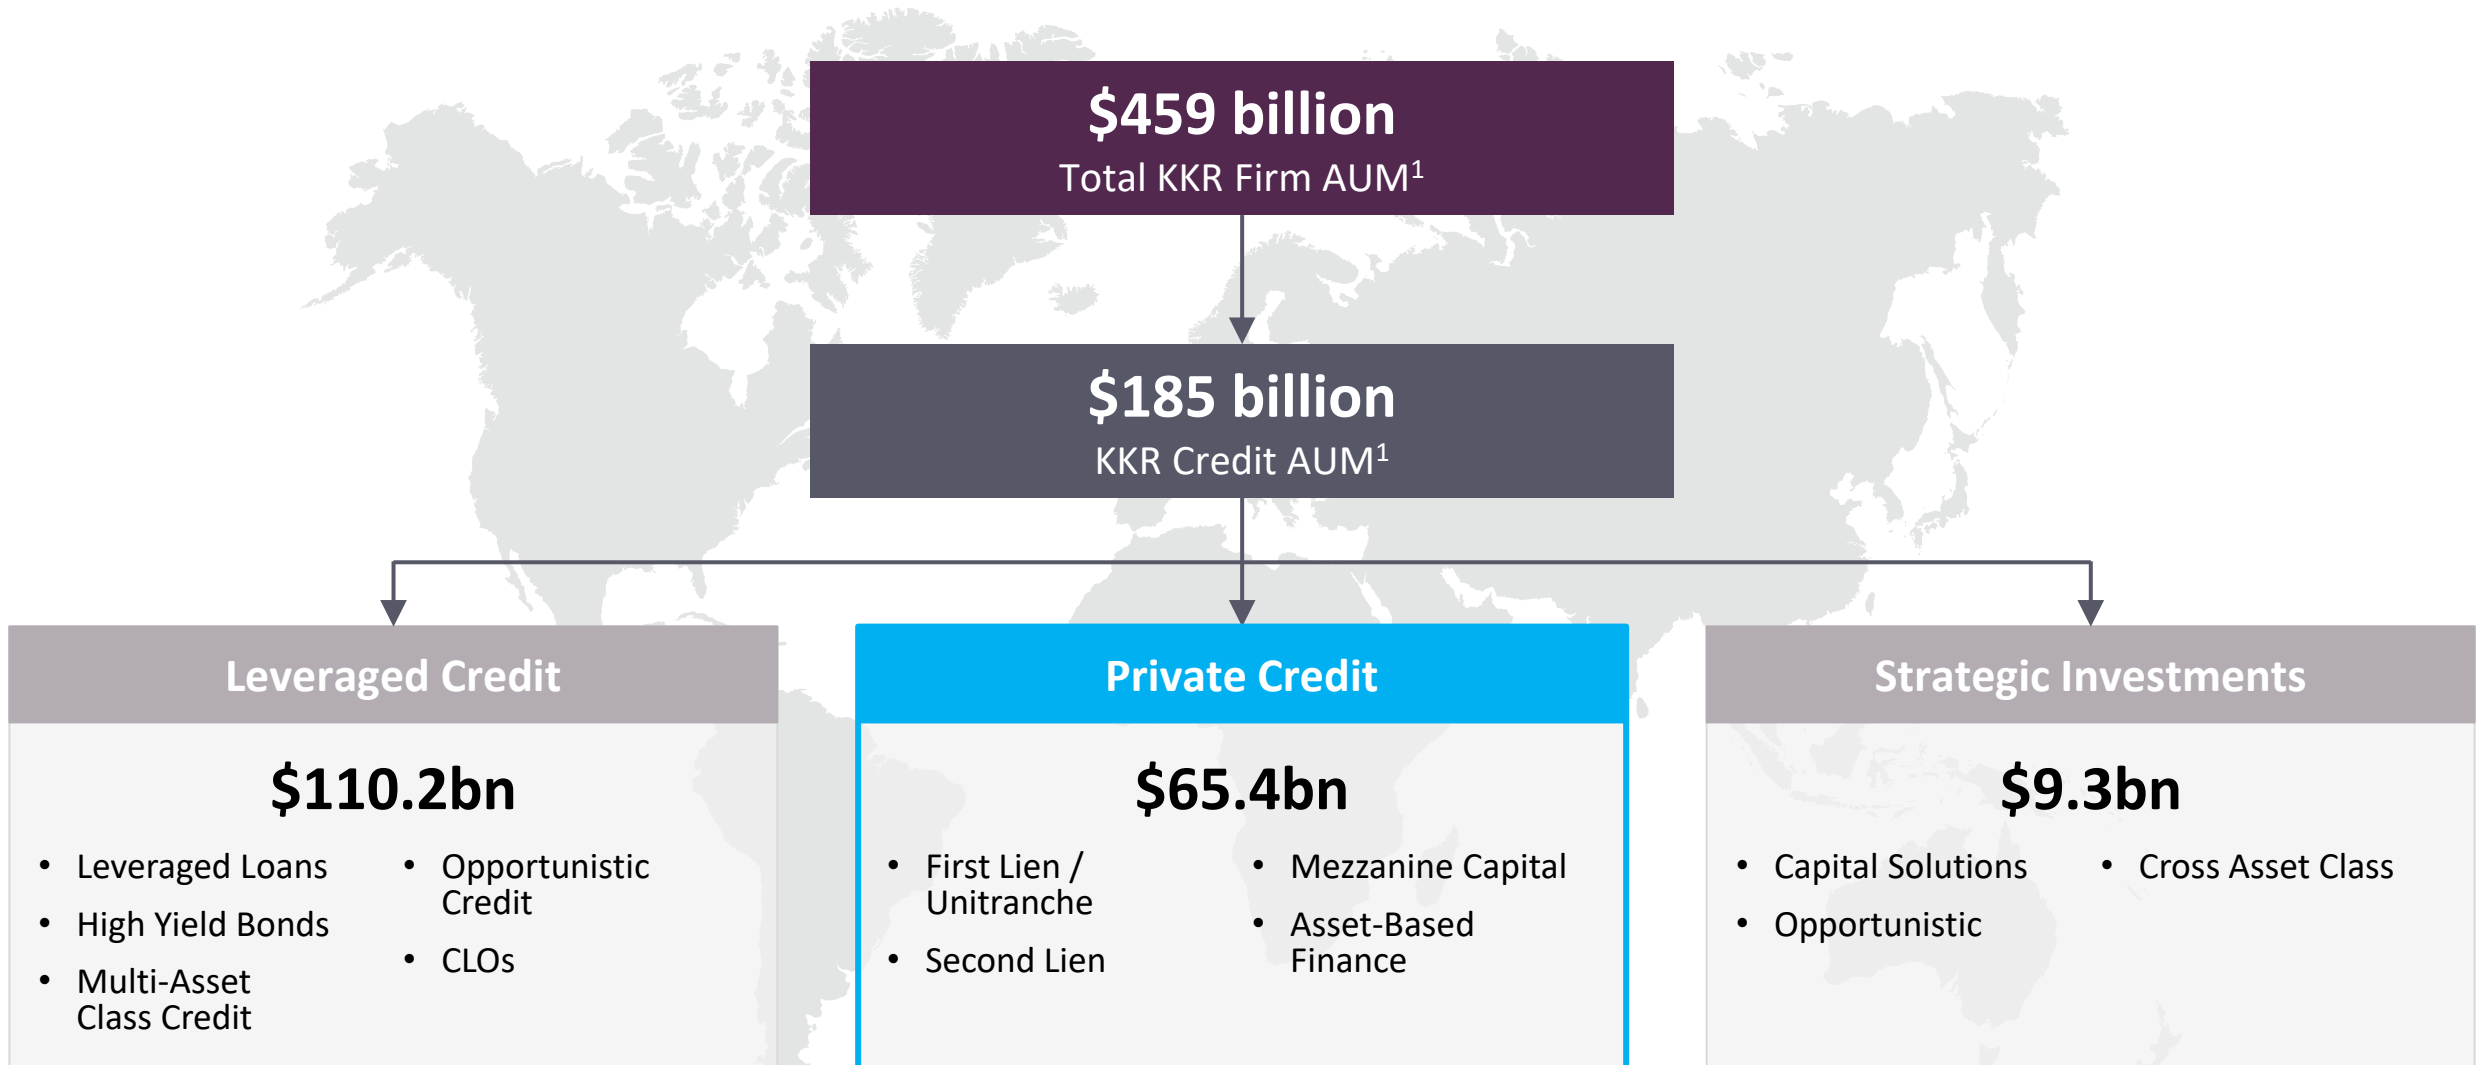 $459 billion
Total KKR Firm AUM¹
$185 billion
KKR Credit AUM¹
Leveraged Credit
$110.2bn
• Leveraged Loans
• High Yield Bonds
• Multi-Asset
Class Credit
• Opportunistic
Credit
• CLOs
Private Credit
$65.4bn
• First Lien /
Unitranche
• Second Lien
• Mezzanine Capital
• Asset-Based
Finance
Strategic Investments
$9.3bn
• Capital Solutions
• Opportunistic
• Cross Asset Class